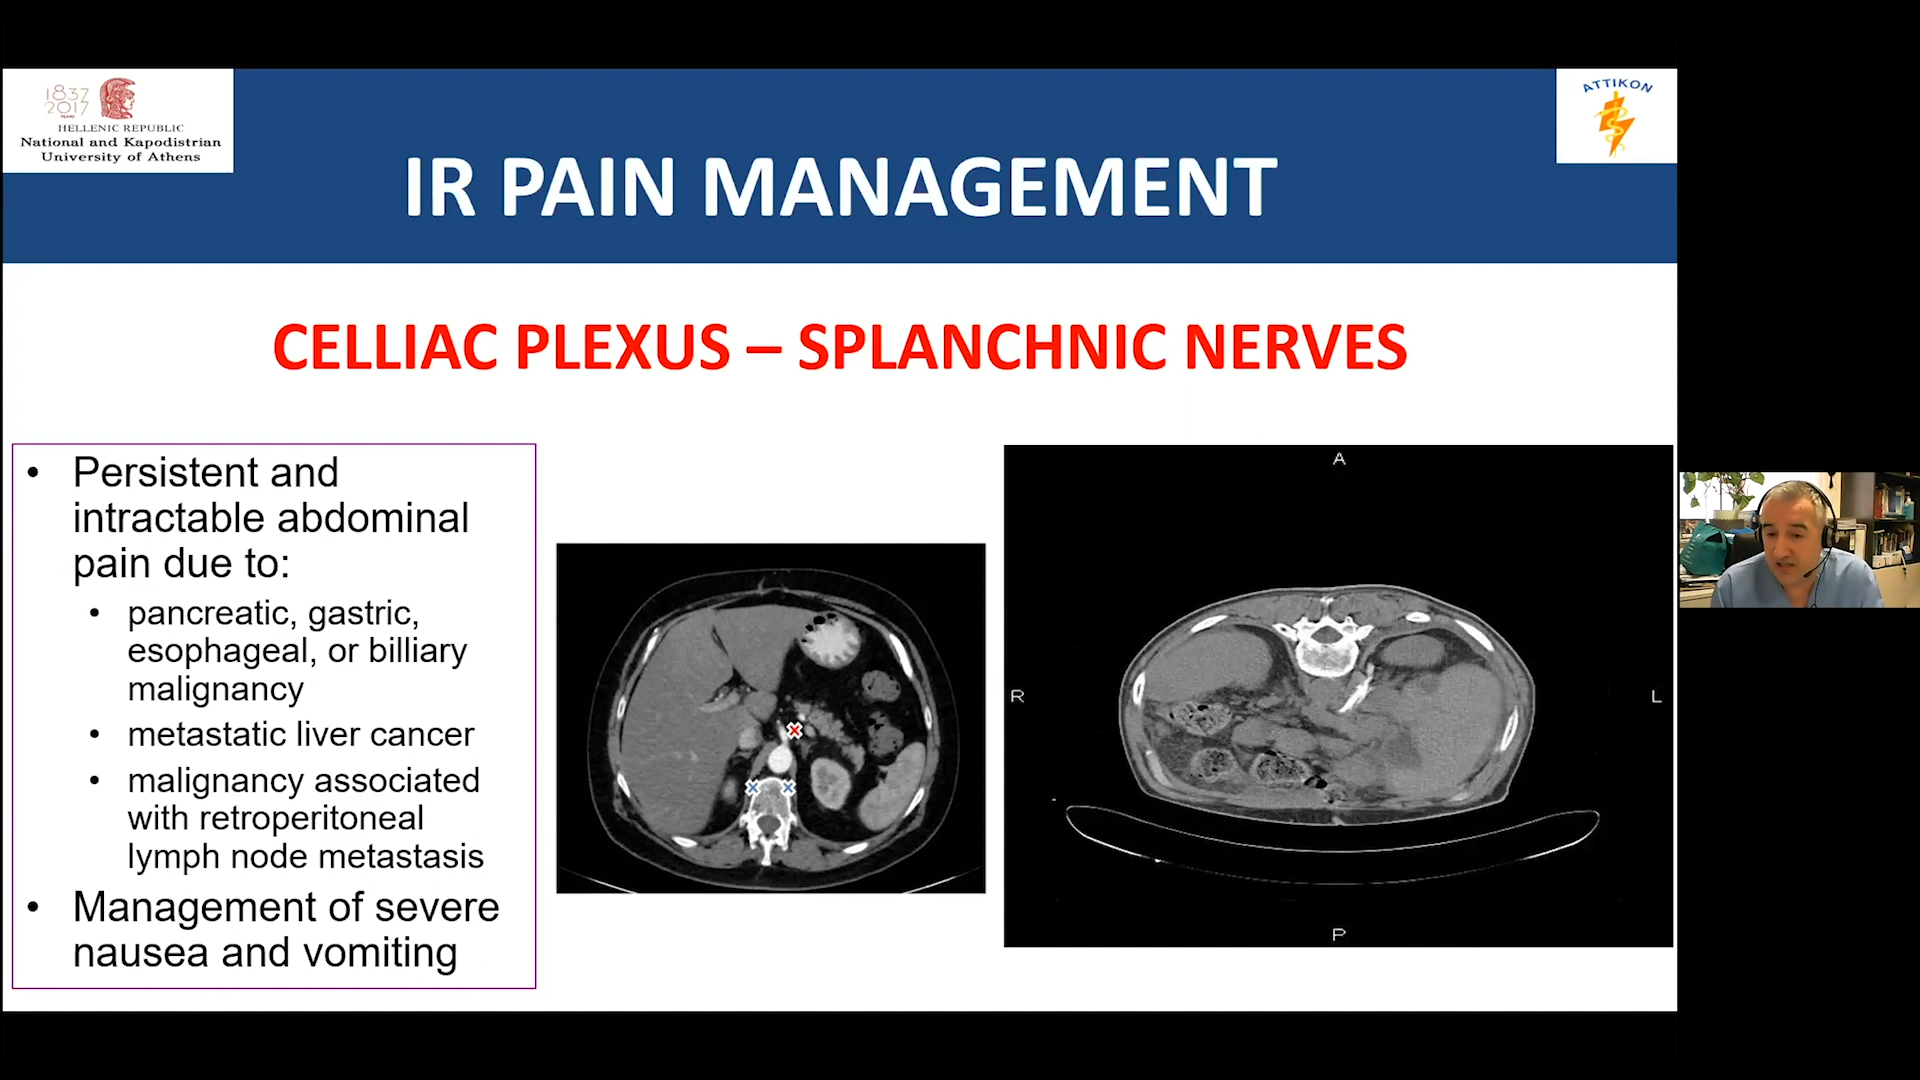 1837
2017
YEARS
HELLENIC REPUBLIC
National and Kapodistrian
University of Athens
ATTIKON
IR PAIN MANAGEMENT
CELLIAC PLEXUS – SPLANCHNIC NERVES
• Persistent and
intractable abdominal
pain due to:
• pancreatic, gastric,
esophageal, or billiary
malignancy
• metastatic liver cancer
• malignancy associated
with retroperitoneal
lymph node metastasis
• Management of severe
nausea and vomiting
A
R
L
P